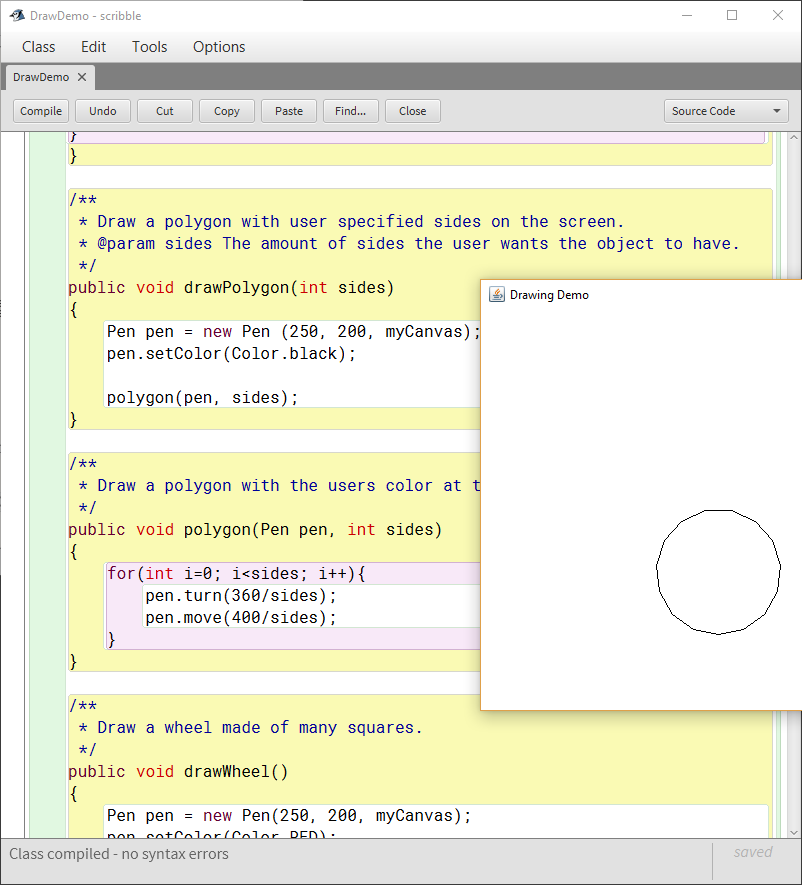 DrawDemo - scribble
Class Edit Tools Options
DrawDemo
Compile Undo Cut Copy Paste Find... Close Source Code
}
}
/**
* Draw a polygon with user specified sides on the screen.
* @param sides The amount of sides the user wants the object to have.
*/
public void drawPolygon(int sides)
{
Pen pen = new Pen (250, 200, myCanvas);
pen.setColor(Color.black);
polygon(pen, sides);
}
/**
* Draw a polygon with the users color at t
*/
public void polygon(Pen pen, int sides)
{
for(int i=0; i<sides; i++){
pen.turn(360/sides);
pen.move(400/sides);
}
}
/**
* Draw a wheel made of many squares.
*/
public void drawWheel()
{
Pen pen = new Pen(250, 200, myCanvas);
pen.setColor(Color.RED);
Drawing Demo
Class compiled - no syntax errors
saved